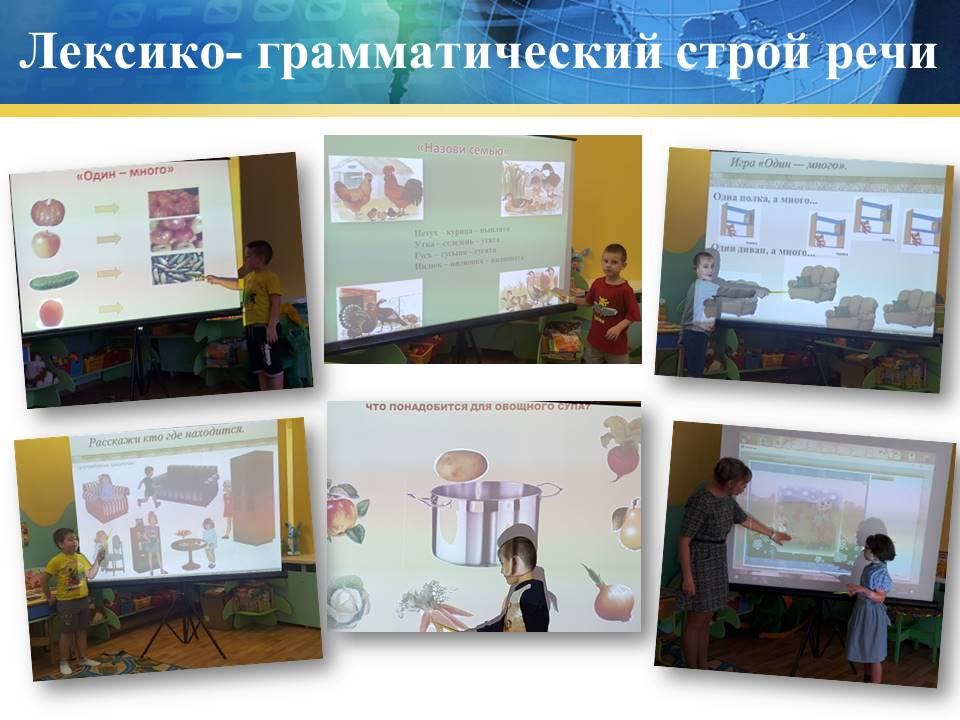 Лексико- грамматический строй речи
«Один – много»
«Назови семью»
Петух – курица – цыплята
Утка – селезень – утята
Гусь – гусыня – гусята
Индюк – индюшка – индюшата
Игра «Один — много».
Одна полка, а много...
Один диван, а много...
Расскажи кто где находится.
ЧТО ПОНАДОБИТСЯ ДЛЯ ОВОЩНОГО СУПА?